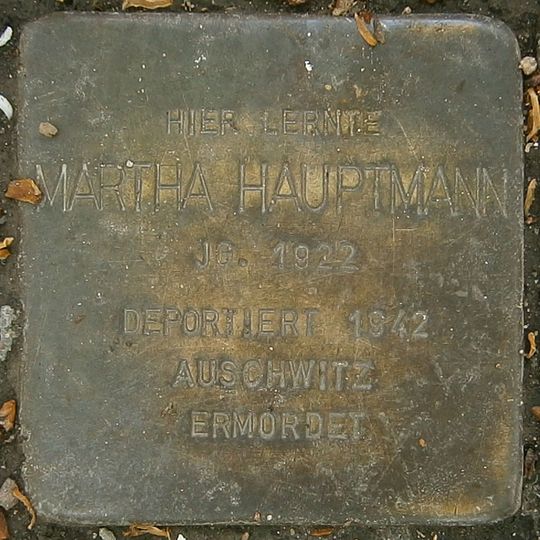 HIER LERNTE
MARTHA HAUPTMANN
JG. 1922
DEPORTIERT 1942
AUSCHWITZ
ERMORDET